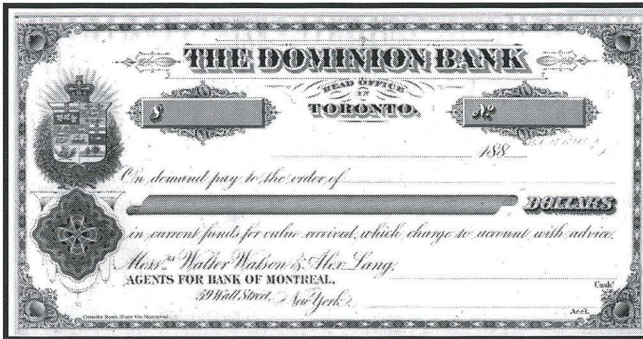 THE DOMINION BANK
HEAD OFFICE
IN
TORONTO.
$
No
188
On demand pay to the order of
DOLLARS
in current funds for value received, which charge to account with advice.
Messrs Walter Watson & Alex Lang,
AGENTS FOR BANK OF MONTREAL.
59 Wall Street, New York.
Cashr
Acct.